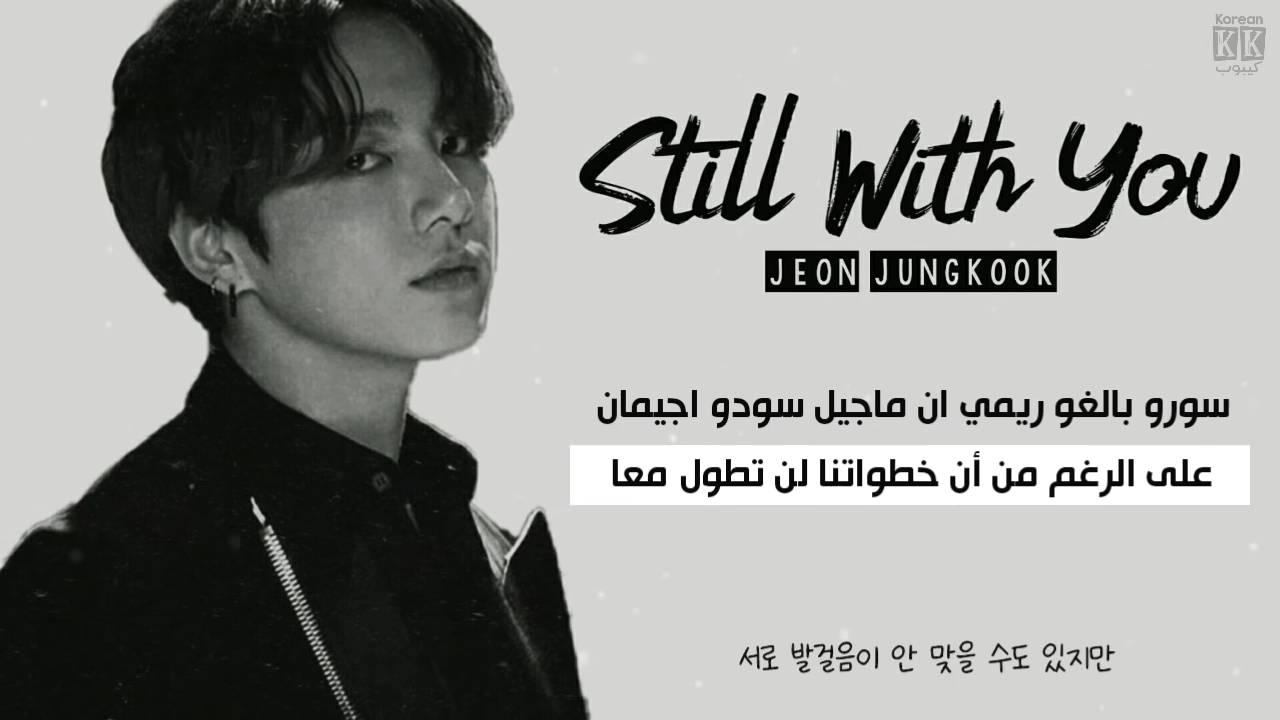 Korean
KK
كيبوب
Still With You
JEON JUNGKOOK
سورو بالغو ريمي ان ماجيل سودو اجيمان
على الرغم من أن خطواتنا لن تطول معا
서로 발걸음이 안 맞을 수도 있지만